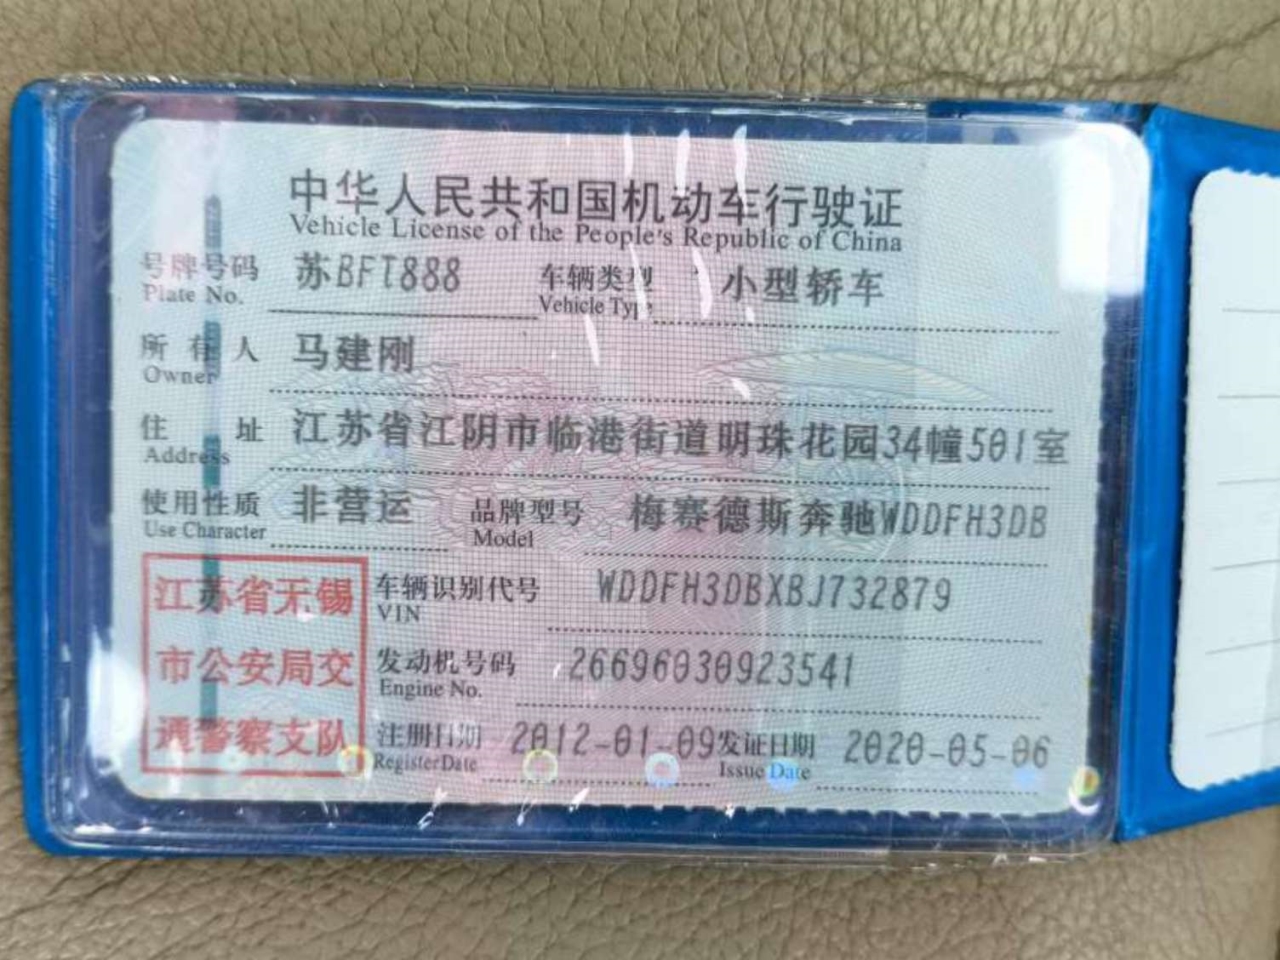 中华人民共和国机动车行驶证
Vehicle License of the People's Republic of China
号牌号码 苏BFT888 车辆类型 小型轿车
Plate No. Vehicle Type
所有人 马建刚
Owner
住址 江苏省江阴市临港街道明珠花园34幢501室
Address
使用性质 非营运 品牌型号 梅赛德斯奔驰WDDFH3DB
Use Character Model
江苏省无锡 车辆识别代号 WDDFH3DBXBJ732879
VIN
市公安局交 发动机号码 26696030923541
Engine No.
通警察支队 注册日期 2012-01-09 发证日期 2020-05-06
Register Date Issue Date